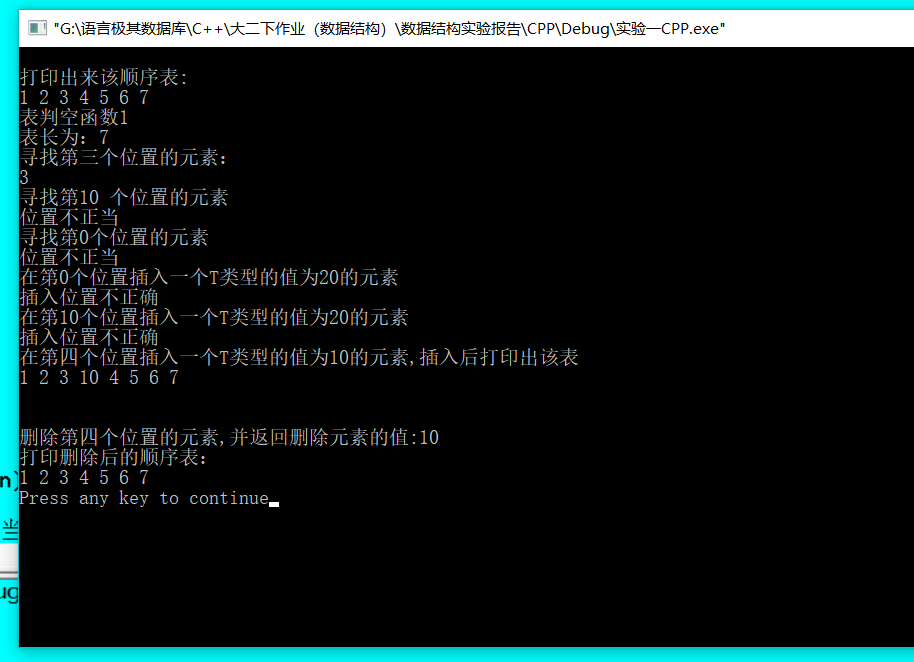 "G:\语言极其数据库\C++\大二下作业（数据结构）\数据结构实验报告\CPP\Debug\实验一CPP.exe"
打印出来该顺序表:
1 2 3 4 5 6 7
表判空函数1
表长为: 7
寻找第三个位置的元素:
3
寻找第10 个位置的元素
位置不正当
寻找第0个位置的元素
位置不正当
在第0个位置插入一个T类型的值为20的元素
插入位置不正确
在第10个位置插入一个T类型的值为20的元素
插入位置不正确
在第四个位置插入一个T类型的值为10的元素,插入后打印出该表
1 2 3 10 4 5 6 7
删除第四个位置的元素,并返回删除元素的值:10
打印删除后的顺序表:
1 2 3 4 5 6 7
Press any key to continue